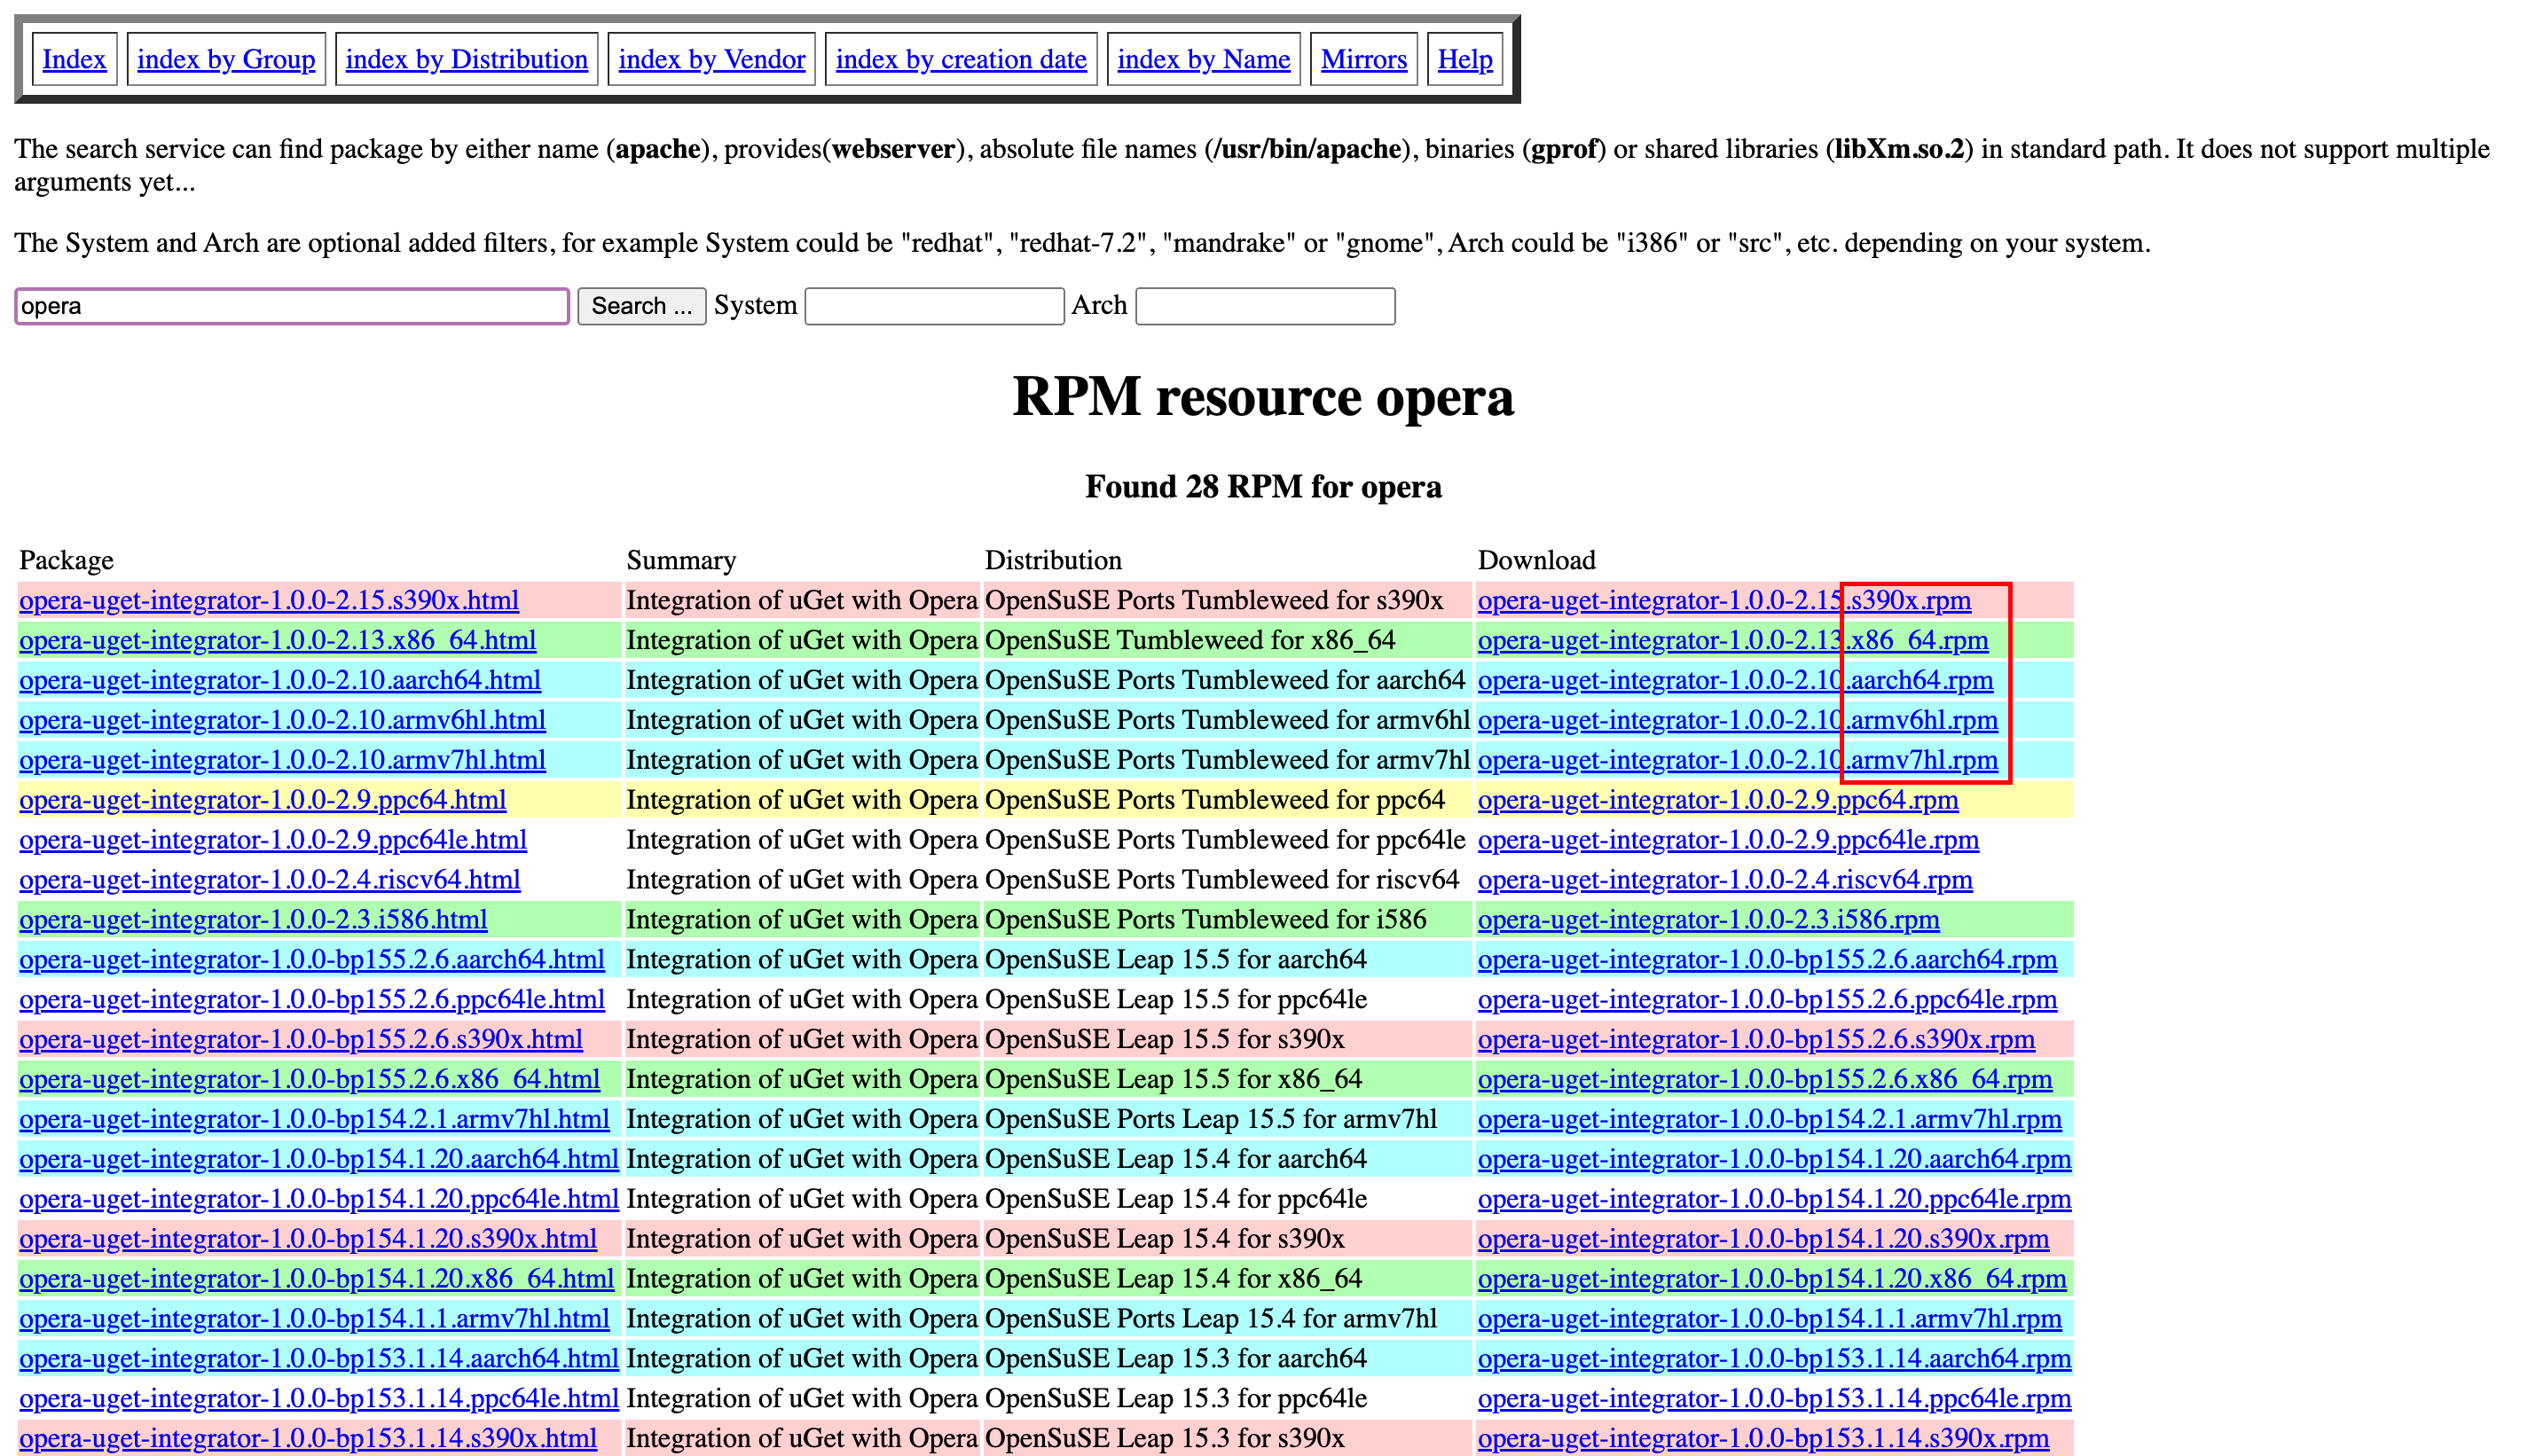 Index index by Group index by Distribution index by Vendor index by creation date index by Name Mirrors Help
The search service can find package by either name (apache), provides(webserver), absolute file names (/usr/bin/apache), binaries (gprof) or shared libraries (libXm.so.2) in standard path. It does not support multiple
arguments yet...
The System and Arch are optional added filters, for example System could be "redhat", "redhat-7.2", "mandrake" or "gnome", Arch could be "i386" or "src", etc. depending on your system.
opera Search ... System Arch
RPM resource opera
Found 28 RPM for opera
Package Summary Distribution Download
opera-uget-integrator-1.0.0-2.15.s390x.html Integration of uGet with Opera OpenSuSE Ports Tumbleweed for s390x opera-uget-integrator-1.0.0-2.15.s390x.rpm
opera-uget-integrator-1.0.0-2.13.x86_64.html Integration of uGet with Opera OpenSuSE Tumbleweed for x86_64 opera-uget-integrator-1.0.0-2.13.x86_64.rpm
opera-uget-integrator-1.0.0-2.10.aarch64.html Integration of uGet with Opera OpenSuSE Ports Tumbleweed for aarch64 opera-uget-integrator-1.0.0-2.10.aarch64.rpm
opera-uget-integrator-1.0.0-2.10.armv6hl.html Integration of uGet with Opera OpenSuSE Ports Tumbleweed for armv6hl opera-uget-integrator-1.0.0-2.10.armv6hl.rpm
opera-uget-integrator-1.0.0-2.10.armv7hl.html Integration of uGet with Opera OpenSuSE Ports Tumbleweed for armv7hl opera-uget-integrator-1.0.0-2.10.armv7hl.rpm
opera-uget-integrator-1.0.0-2.9.ppc64.html Integration of uGet with Opera OpenSuSE Ports Tumbleweed for ppc64 opera-uget-integrator-1.0.0-2.9.ppc64.rpm
opera-uget-integrator-1.0.0-2.9.ppc64le.html Integration of uGet with Opera OpenSuSE Ports Tumbleweed for ppc64le opera-uget-integrator-1.0.0-2.9.ppc64le.rpm
opera-uget-integrator-1.0.0-2.4.riscv64.html Integration of uGet with Opera OpenSuSE Ports Tumbleweed for riscv64 opera-uget-integrator-1.0.0-2.4.riscv64.rpm
opera-uget-integrator-1.0.0-2.3.i586.html Integration of uGet with Opera OpenSuSE Ports Tumbleweed for i586 opera-uget-integrator-1.0.0-2.3.i586.rpm
opera-uget-integrator-1.0.0-bp155.2.6.aarch64.html Integration of uGet with Opera OpenSuSE Leap 15.5 for aarch64 opera-uget-integrator-1.0.0-bp155.2.6.aarch64.rpm
opera-uget-integrator-1.0.0-bp155.2.6.ppc64le.html Integration of uGet with Opera OpenSuSE Leap 15.5 for ppc64le opera-uget-integrator-1.0.0-bp155.2.6.ppc64le.rpm
opera-uget-integrator-1.0.0-bp155.2.6.s390x.html Integration of uGet with Opera OpenSuSE Leap 15.5 for s390x opera-uget-integrator-1.0.0-bp155.2.6.s390x.rpm
opera-uget-integrator-1.0.0-bp155.2.6.x86_64.html Integration of uGet with Opera OpenSuSE Leap 15.5 for x86_64 opera-uget-integrator-1.0.0-bp155.2.6.x86_64.rpm
opera-uget-integrator-1.0.0-bp154.2.1.armv7hl.html Integration of uGet with Opera OpenSuSE Ports Leap 15.5 for armv7hl opera-uget-integrator-1.0.0-bp154.2.1.armv7hl.rpm
opera-uget-integrator-1.0.0-bp154.1.20.aarch64.html Integration of uGet with Opera OpenSuSE Leap 15.4 for aarch64 opera-uget-integrator-1.0.0-bp154.1.20.aarch64.rpm
opera-uget-integrator-1.0.0-bp154.1.20.ppc64le.html Integration of uGet with Opera OpenSuSE Leap 15.4 for ppc64le opera-uget-integrator-1.0.0-bp154.1.20.ppc64le.rpm
opera-uget-integrator-1.0.0-bp154.1.20.s390x.html Integration of uGet with Opera OpenSuSE Leap 15.4 for s390x opera-uget-integrator-1.0.0-bp154.1.20.s390x.rpm
opera-uget-integrator-1.0.0-bp154.1.20.x86_64.html Integration of uGet with Opera OpenSuSE Leap 15.4 for x86_64 opera-uget-integrator-1.0.0-bp154.1.20.x86_64.rpm
opera-uget-integrator-1.0.0-bp154.1.1.armv7hl.html Integration of uGet with Opera OpenSuSE Ports Leap 15.4 for armv7hl opera-uget-integrator-1.0.0-bp154.1.1.armv7hl.rpm
opera-uget-integrator-1.0.0-bp153.1.14.aarch64.html Integration of uGet with Opera OpenSuSE Leap 15.3 for aarch64 opera-uget-integrator-1.0.0-bp153.1.14.aarch64.rpm
opera-uget-integrator-1.0.0-bp153.1.14.ppc64le.html Integration of uGet with Opera OpenSuSE Leap 15.3 for ppc64le opera-uget-integrator-1.0.0-bp153.1.14.ppc64le.rpm
opera-uget-integrator-1.0.0-bp153.1.14.s390x.html Integration of uGet with Opera OpenSuSE Leap 15.3 for s390x opera-uget-integrator-1.0.0-bp153.1.14.s390x.rpm